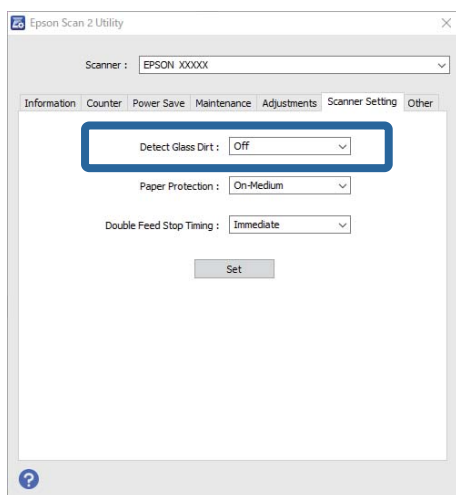 Epson Scan 2 Utility
Scanner : EPSON XXXXX
Information Counter Power Save Maintenance Adjustments Scanner Setting Other
Detect Glass Dirt : Off
Paper Protection : On-Medium
Double Feed Stop Timing : Immediate
Set
?